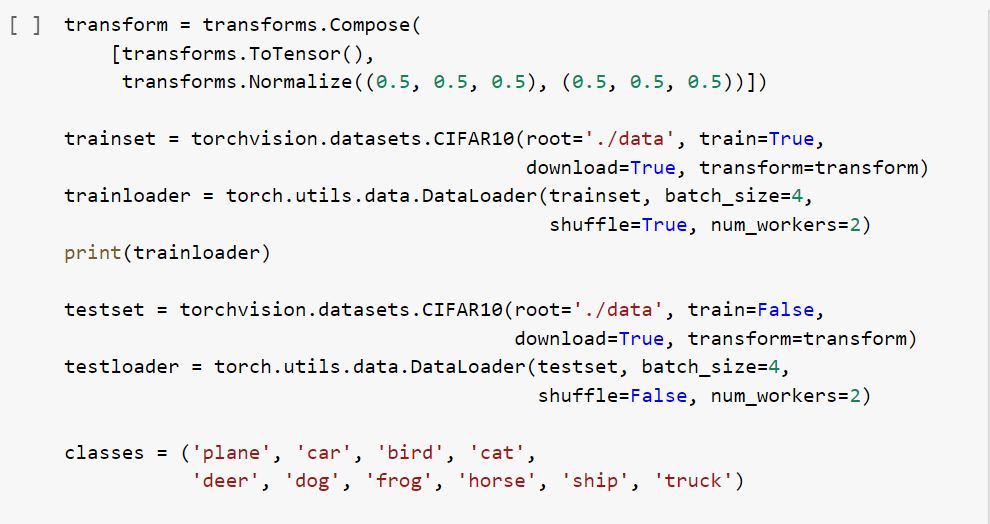 [ ] transform = transforms.Compose(
[transforms.ToTensor(),
transforms.Normalize((0.5, 0.5, 0.5), (0.5, 0.5, 0.5))])
trainset = torchvision.datasets.CIFAR10(root='./data', train=True,
download=True, transform=transform)
trainloader = torch.utils.data.DataLoader(trainset, batch_size=4,
shuffle=True, num_workers=2)
print(trainloader)
testset = torchvision.datasets.CIFAR10(root='./data', train=False,
download=True, transform=transform)
testloader = torch.utils.data.DataLoader(testset, batch_size=4,
shuffle=False, num_workers=2)
classes = ('plane', 'car', 'bird', 'cat',
'deer', 'dog', 'frog', 'horse', 'ship', 'truck')